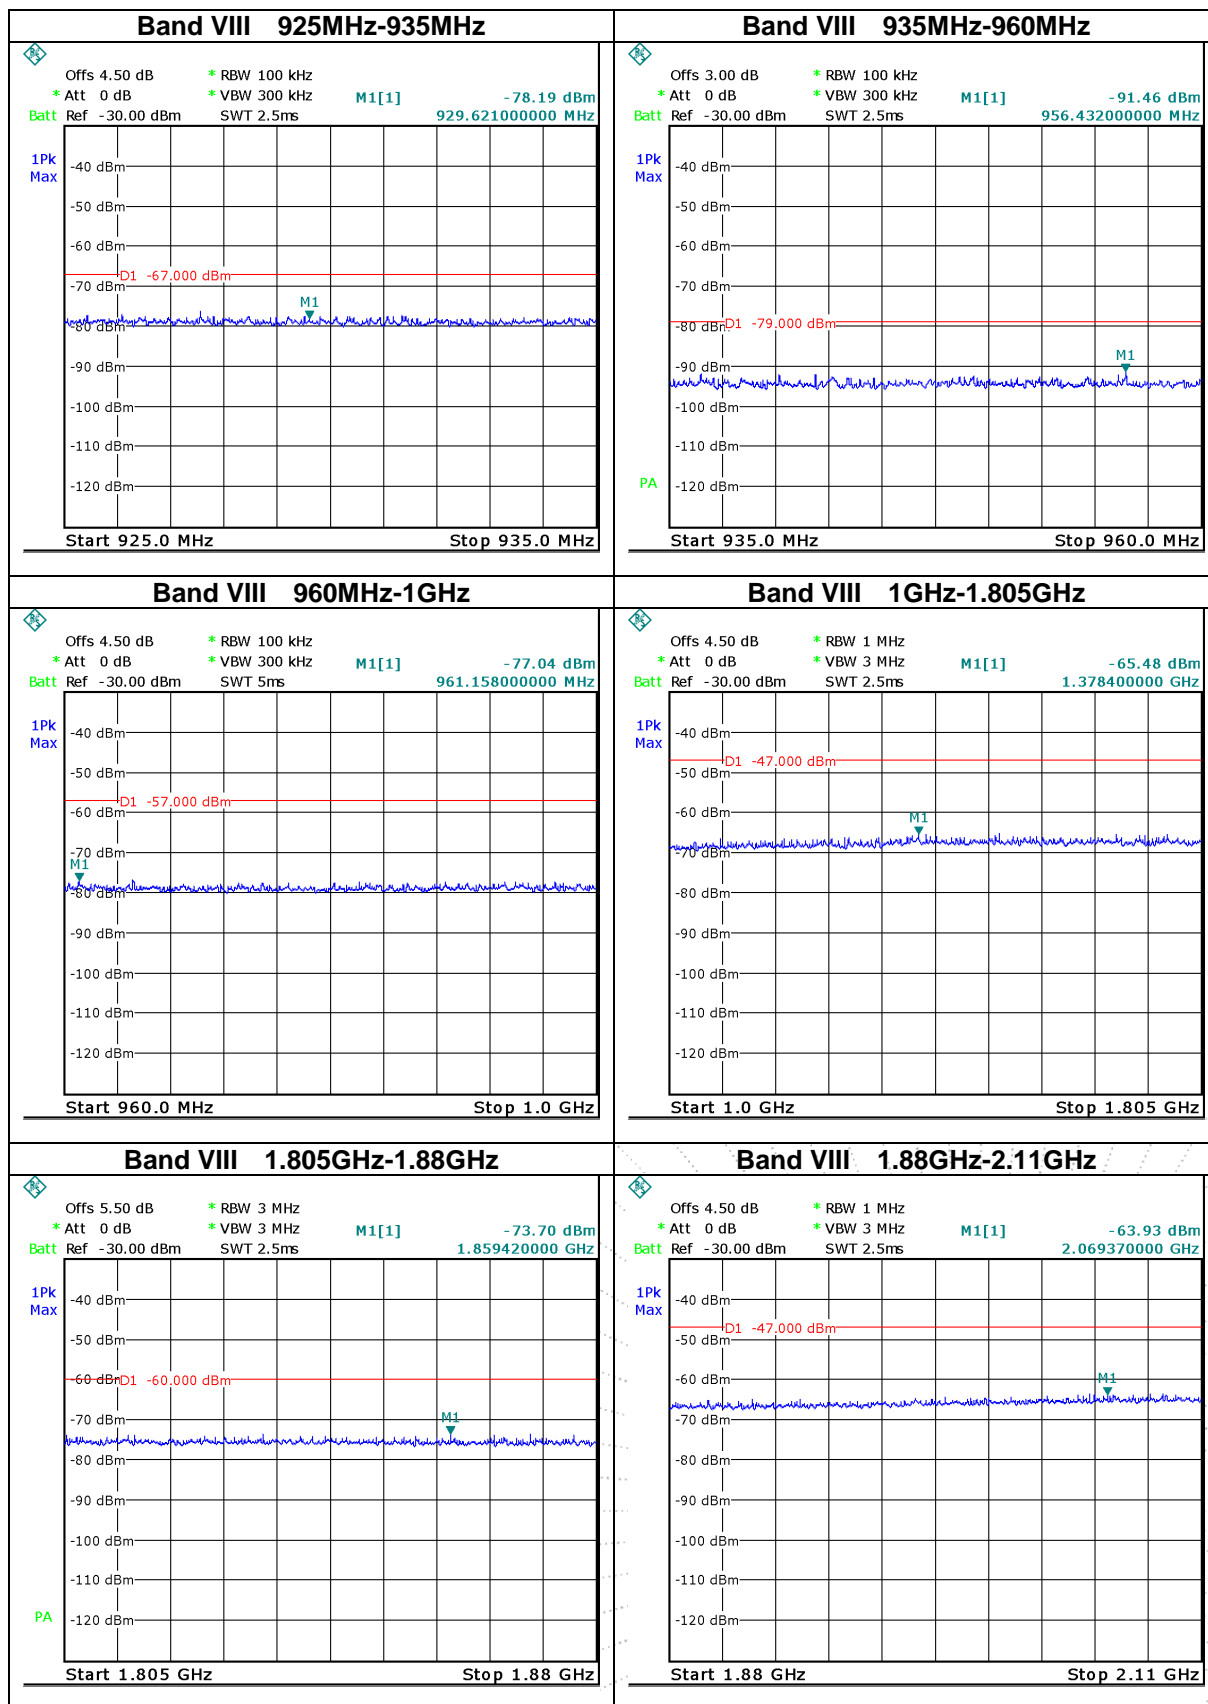 Band VIII 925MHz-935MHz
Offs 4.50 dB * RBW 100 kHz
* Att 0 dB * VBW 300 kHz M1[1] -78.19 dBm
Batt Ref -30.00 dBm SWT 2.5ms 929.621000000 MHz
1Pk
Max
-40 dBm
-50 dBm
-60 dBm
D1 -67.000 dBm
-70 dBm
M1
-80 dBm
-90 dBm
-100 dBm
-110 dBm
-120 dBm
Start 925.0 MHz Stop 935.0 MHz
Band VIII 935MHz-960MHz
Offs 3.00 dB * RBW 100 kHz
* Att 0 dB * VBW 300 kHz M1[1] -91.46 dBm
Batt Ref -30.00 dBm SWT 2.5ms 956.432000000 MHz
1Pk
Max
-40 dBm
-50 dBm
-60 dBm
-70 dBm
-80 dBm D1 -79.000 dBm
M1
-90 dBm
-100 dBm
-110 dBm
PA
-120 dBm
Start 935.0 MHz Stop 960.0 MHz
Band VIII 960MHz-1GHz
Offs 4.50 dB * RBW 100 kHz
* Att 0 dB * VBW 300 kHz M1[1] -77.04 dBm
Batt Ref -30.00 dBm SWT 5ms 961.158000000 MHz
1Pk
Max
-40 dBm
-50 dBm
D1 -57.000 dBm
-60 dBm
-70 dBm
M1
-80 dBm
-90 dBm
-100 dBm
-110 dBm
-120 dBm
Start 960.0 MHz Stop 1.0 GHz
Band VIII 1GHz-1.805GHz
Offs 4.50 dB * RBW 1 MHz
* Att 0 dB * VBW 3 MHz M1[1] -65.48 dBm
Batt Ref -30.00 dBm SWT 2.5ms 1.378400000 GHz
1Pk
Max
-40 dBm
D1 -47.000 dBm
-50 dBm
-60 dBm
M1
-70 dBm
-80 dBm
-90 dBm
-100 dBm
-110 dBm
-120 dBm
Start 1.0 GHz Stop 1.805 GHz
Band VIII 1.805GHz-1.88GHz
Offs 5.50 dB * RBW 3 MHz
* Att 0 dB * VBW 3 MHz M1[1] -73.70 dBm
Batt Ref -30.00 dBm SWT 2.5ms 1.859420000 GHz
1Pk
Max
-40 dBm
-50 dBm
-60 dBm D1 -60.000 dBm
-70 dBm
M1
-80 dBm
-90 dBm
-100 dBm
-110 dBm
PA
-120 dBm
Start 1.805 GHz Stop 1.88 GHz
Band VIII 1.88GHz-2.11GHz
Offs 4.50 dB * RBW 1 MHz
* Att 0 dB * VBW 3 MHz M1[1] -63.93 dBm
Batt Ref -30.00 dBm SWT 2.5ms 2.069370000 GHz
1Pk
Max
-40 dBm
D1 -47.000 dBm
-50 dBm
-60 dBm
M1
-70 dBm
-80 dBm
-90 dBm
-100 dBm
-110 dBm
-120 dBm
Start 1.88 GHz Stop 2.11 GHz